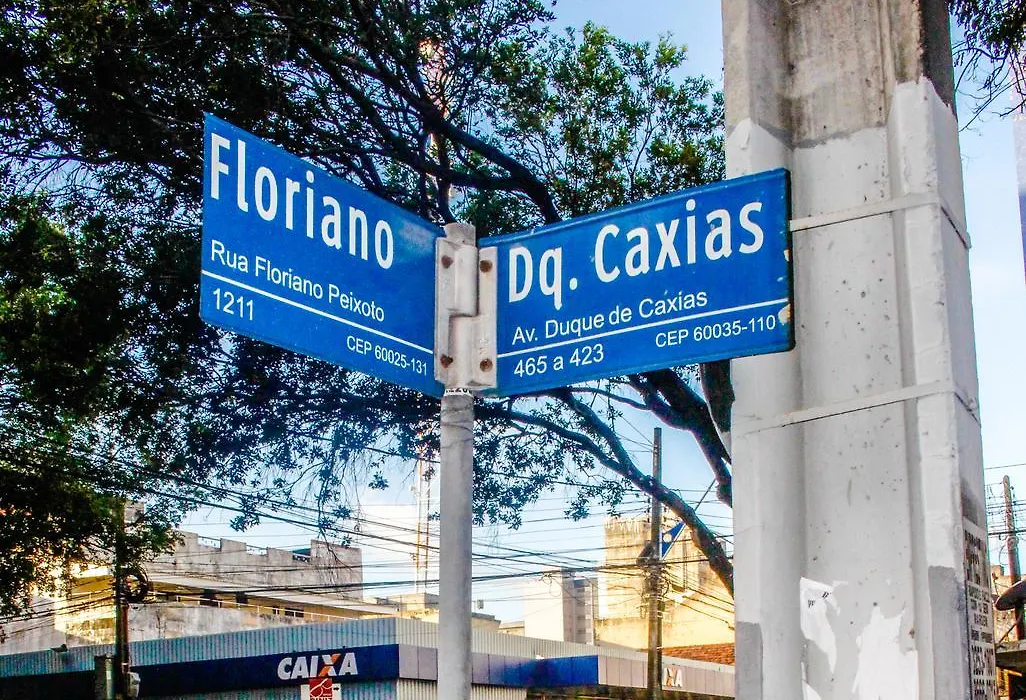 Floriano
Rua Floriano Peixoto
1211
CEP 60025-131
Dq. Caxias
Av. Duque de Caxias
465 a 423
CEP 60035-110
CAIXA